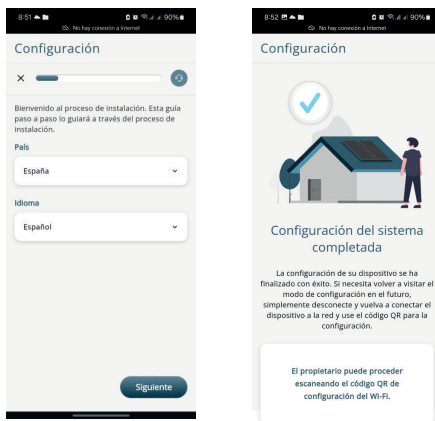 8:51
90%
No hay conexión a Internet
Configuración
Bienvenido al proceso de instalación. Esta guía
paso a paso lo guiará a través del proceso de
instalación.
País
España
Idioma
Español
Siguiente
8:52
90%
No hay conexión a Internet
Configuración
Configuración del sistema
completada
La configuración de su dispositivo se ha
finalizado con éxito. Si necesita volver a visitar el
modo de configuración en el futuro,
simplemente desconecte y vuelva a conectar el
dispositivo a la red y use el código QR para la
configuración.
El propietario puede proceder
escaneando el código QR de
configuración del Wi-Fi.